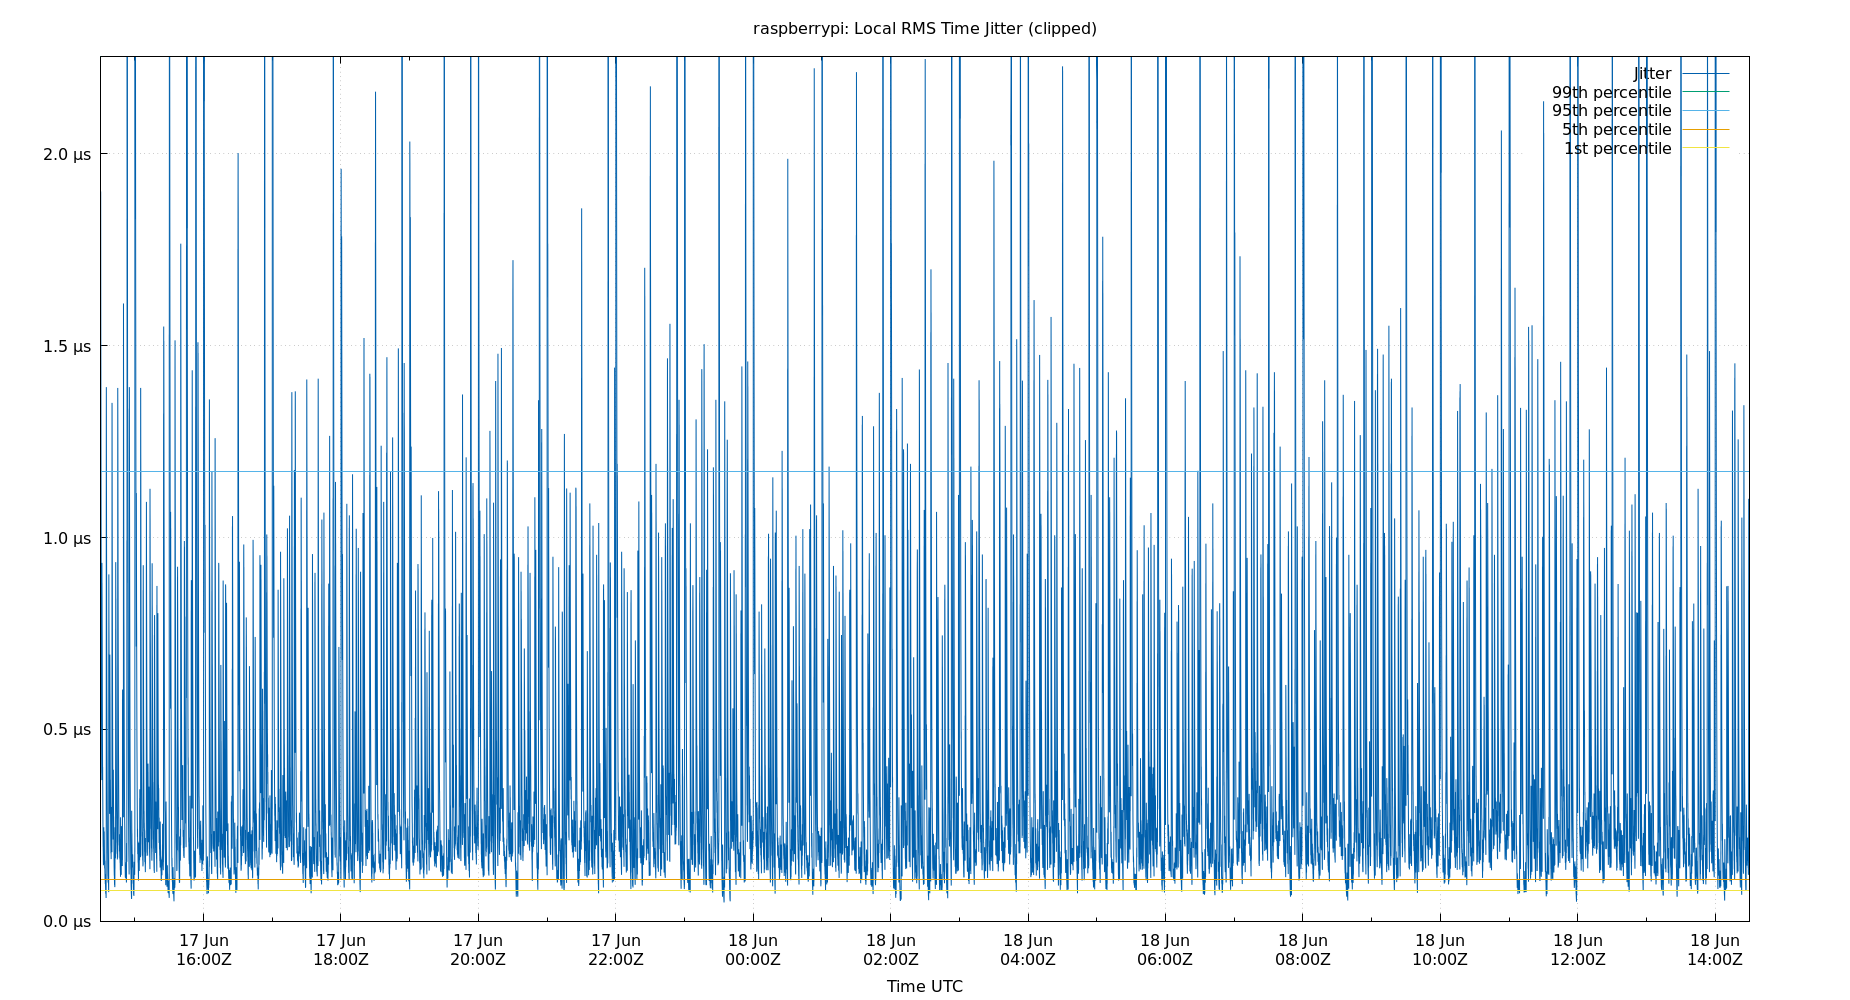 raspberrypi: Local RMS Time Jitter (clipped)
Jitter
99th percentile
95th percentile
5th percentile
1st percentile
2.0 µs
1.5 µs
1.0 µs
0.5 µs
0.0 µs
17 Jun 17 Jun 17 Jun 17 Jun 18 Jun 18 Jun 18 Jun 18 Jun 18 Jun 18 Jun 18 Jun 18 Jun
16:00Z 18:00Z 20:00Z 22:00Z 00:00Z 02:00Z 04:00Z 06:00Z 08:00Z 10:00Z 12:00Z 14:00Z
Time UTC